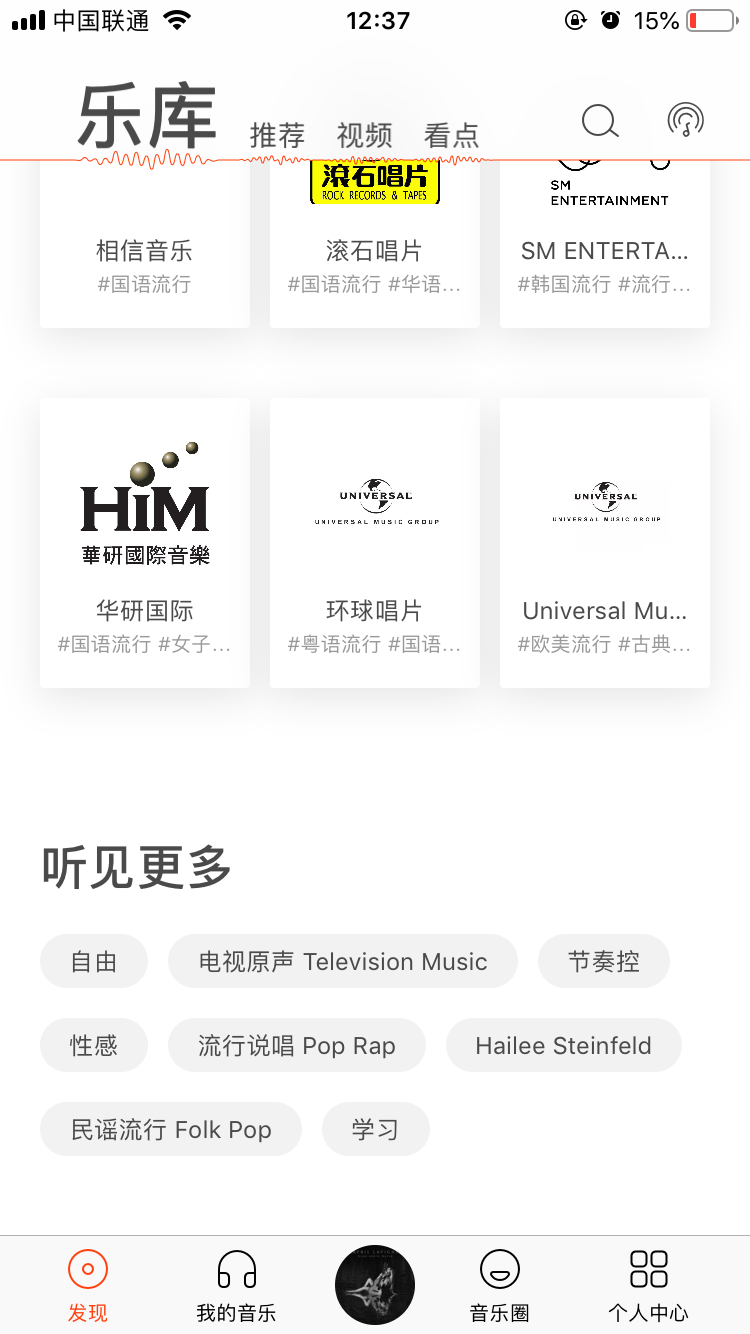 中国联通
12:37
15%
乐库
推荐
视频
看点
滾石唱片
ROCK RECORDS & TAPES
SM
ENTERTAINMENT
相信音乐
#国语流行
滚石唱片
#国语流行 #华语...
SM ENTERTA...
#韩国流行 #流行...
HiM
華研國際音樂
UNIVERSAL
UNIVERSAL MUSIC GROUP
UNIVERSAL
UNIVERSAL MUSIC GROUP
华研国际
#国语流行 #女子...
环球唱片
#粤语流行 #国语...
Universal Mu...
#欧美流行 #古典...
听见更多
自由
电视原声 Television Music
节奏控
性感
流行说唱 Pop Rap
Hailee Steinfeld
民谣流行 Folk Pop
学习
发现
我的音乐
音乐圈
个人中心